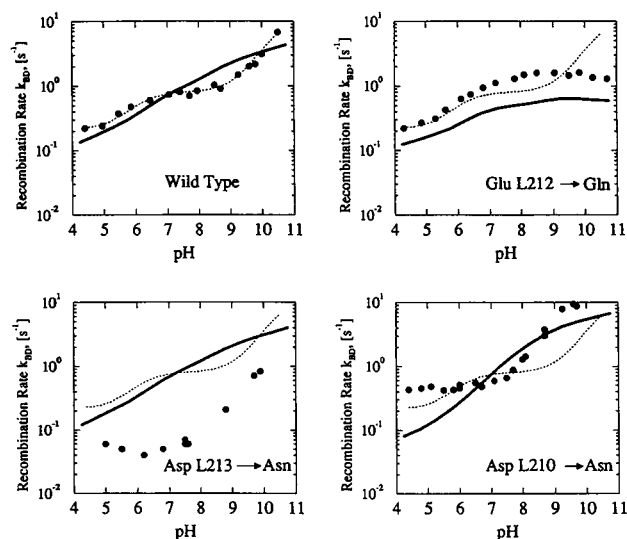 Recombination Rate k_BD, [s⁻¹]
10¹
10⁰
10⁻¹
10⁻²
Wild Type
4 5 6 7 8 9 10 11
pH
Recombination Rate k_BD, [s⁻¹]
10¹
10⁰
10⁻¹
10⁻²
Glu L212 → Gln
4 5 6 7 8 9 10 11
pH
Recombination Rate k_BD, [s⁻¹]
10¹
10⁰
10⁻¹
10⁻²
Asp L213 → Asn
4 5 6 7 8 9 10 11
pH
Recombination Rate k_BD, [s⁻¹]
10¹
10⁰
10⁻¹
10⁻²
Asp L210 → Asn
4 5 6 7 8 9 10 11
pH